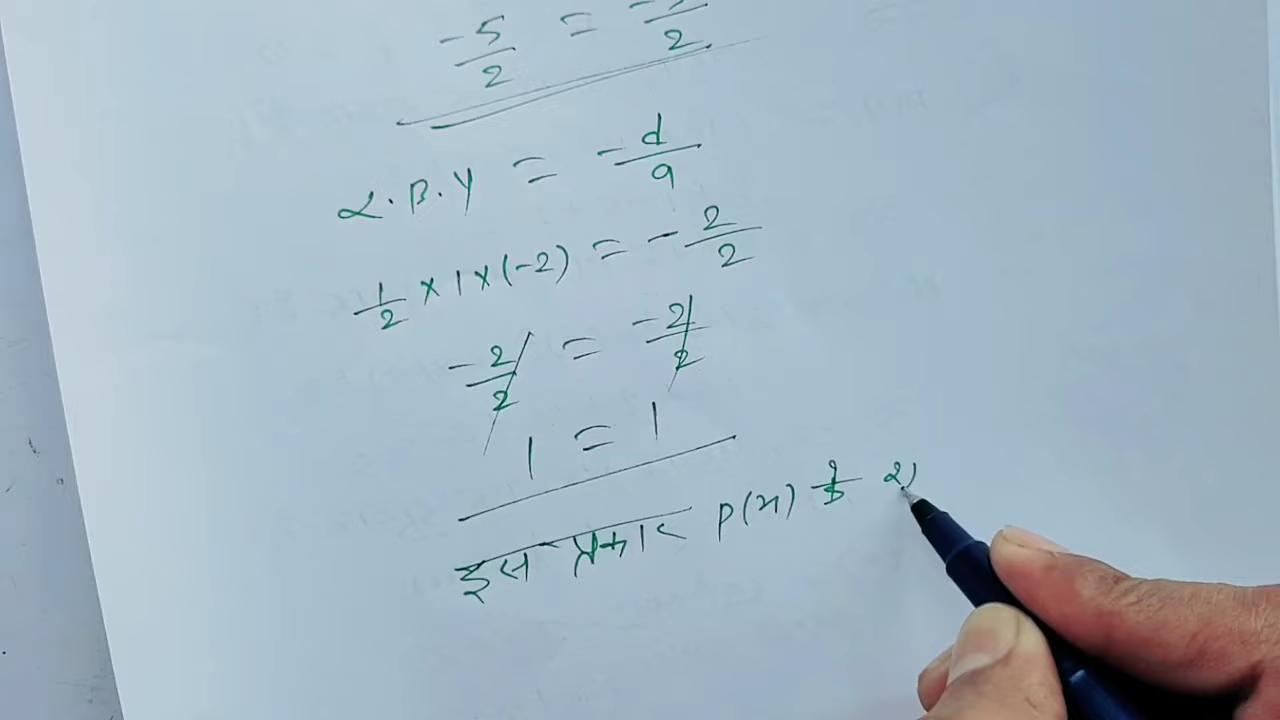 -5/2 = -5/2
α.β.γ = -d/a
1/2 × 1 × (-2) = -2/2
-2/2 = -2/2
1 = 1
इस प्रकार p(x) के